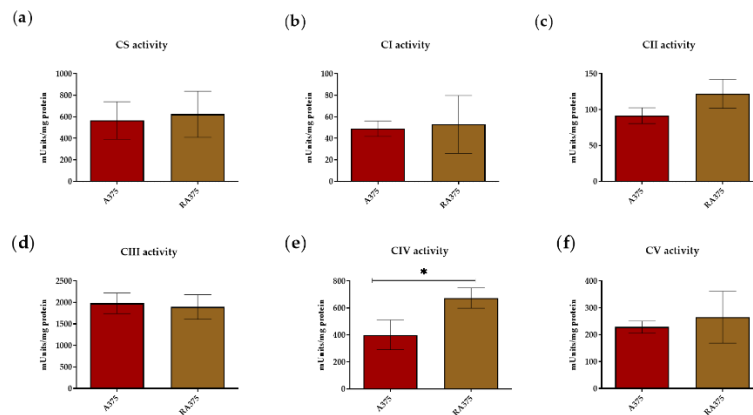 (a)
CS activity
mUnits/mg protein
1000
800
600
400
200
0
A375
RA375
(b)
CI activity
mUnits/mg protein
100
80
60
40
20
0
A375
RA375
(c)
CII activity
mUnits/mg protein
150
100
50
0
A375
RA375
(d)
CIII activity
mUnits/mg protein
2500
2000
1500
1000
500
0
A375
RA375
(e)
CIV activity
mUnits/mg protein
800
600
400
200
0
*
A375
RA375
(f)
CV activity
mUnits/mg protein
400
300
200
100
0
A375
RA375